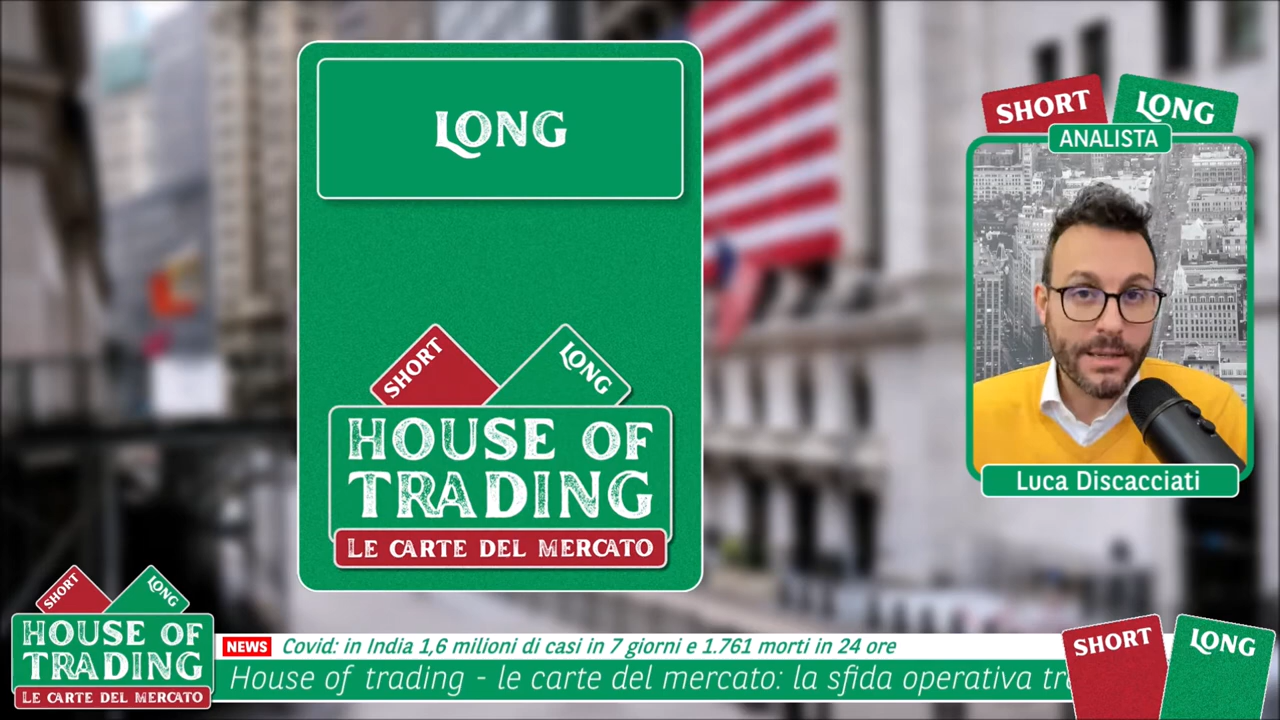 LONG
SHORT
LONG
HOUSE OF
TRADING
LE CARTE DEL MERCATO
SHORT
LONG
ANALISTA
Luca Discacciati
SHORT
LONG
HOUSE OF
TRADING
LE CARTE DEL MERCATO
NEWS Covid: in India 1,6 milioni di casi in 7 giorni e 1.761 morti in 24 ore
House of trading - le carte del mercato: la sfida operativa tr
SHORT
LONG